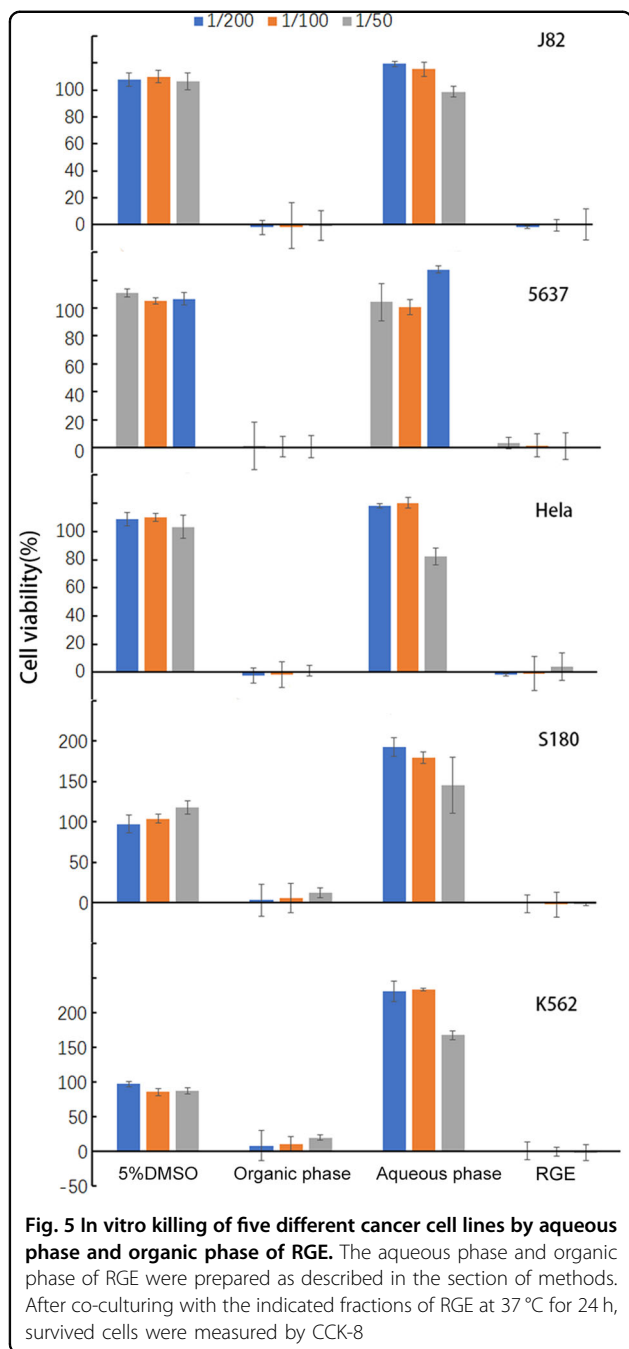 1/200 1/100 1/50
J82
100
80
60
40
20
0
5637
100
80
60
40
20
0
Hela
100
80
60
40
20
0
S180
200
150
100
50
0
K562
200
150
100
50
0
-50
Cell viability(%)
5%DMSO Organic phase Aqueous phase RGE
Fig. 5 In vitro killing of five different cancer cell lines by aqueous
phase and organic phase of RGE. The aqueous phase and organic
phase of RGE were prepared as described in the section of methods.
After co-culturing with the indicated fractions of RGE at 37 °C for 24 h,
survived cells were measured by CCK-8